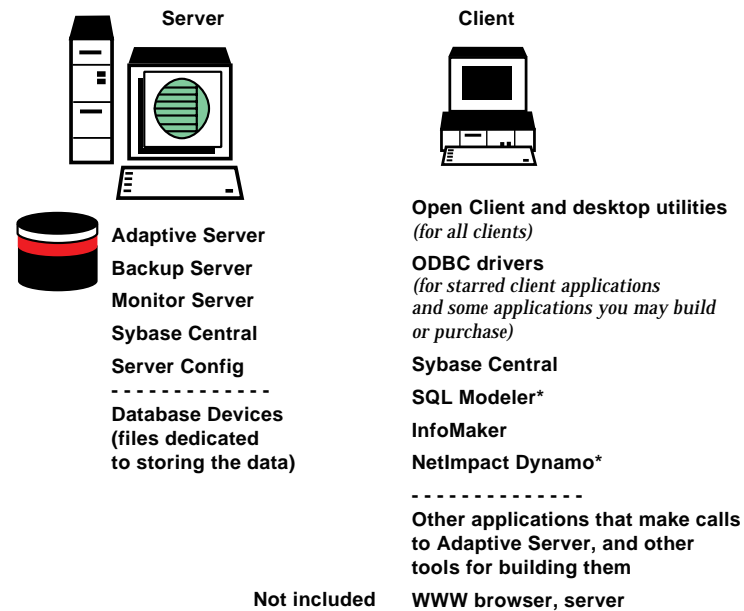 Server
Adaptive Server
Backup Server
Monitor Server
Sybase Central
Server Config
- - - - - - - - - - - - -
Database Devices
(files dedicated
to storing the data)
Client
Open Client and desktop utilities
(for all clients)
ODBC drivers
(for starred client applications
and some applications you may build
or purchase)
Sybase Central
SQL Modeler*
InfoMaker
NetImpact Dynamo*
- - - - - - - - - - - - - -
Other applications that make calls
to Adaptive Server, and other
tools for building them
Not included WWW browser, server